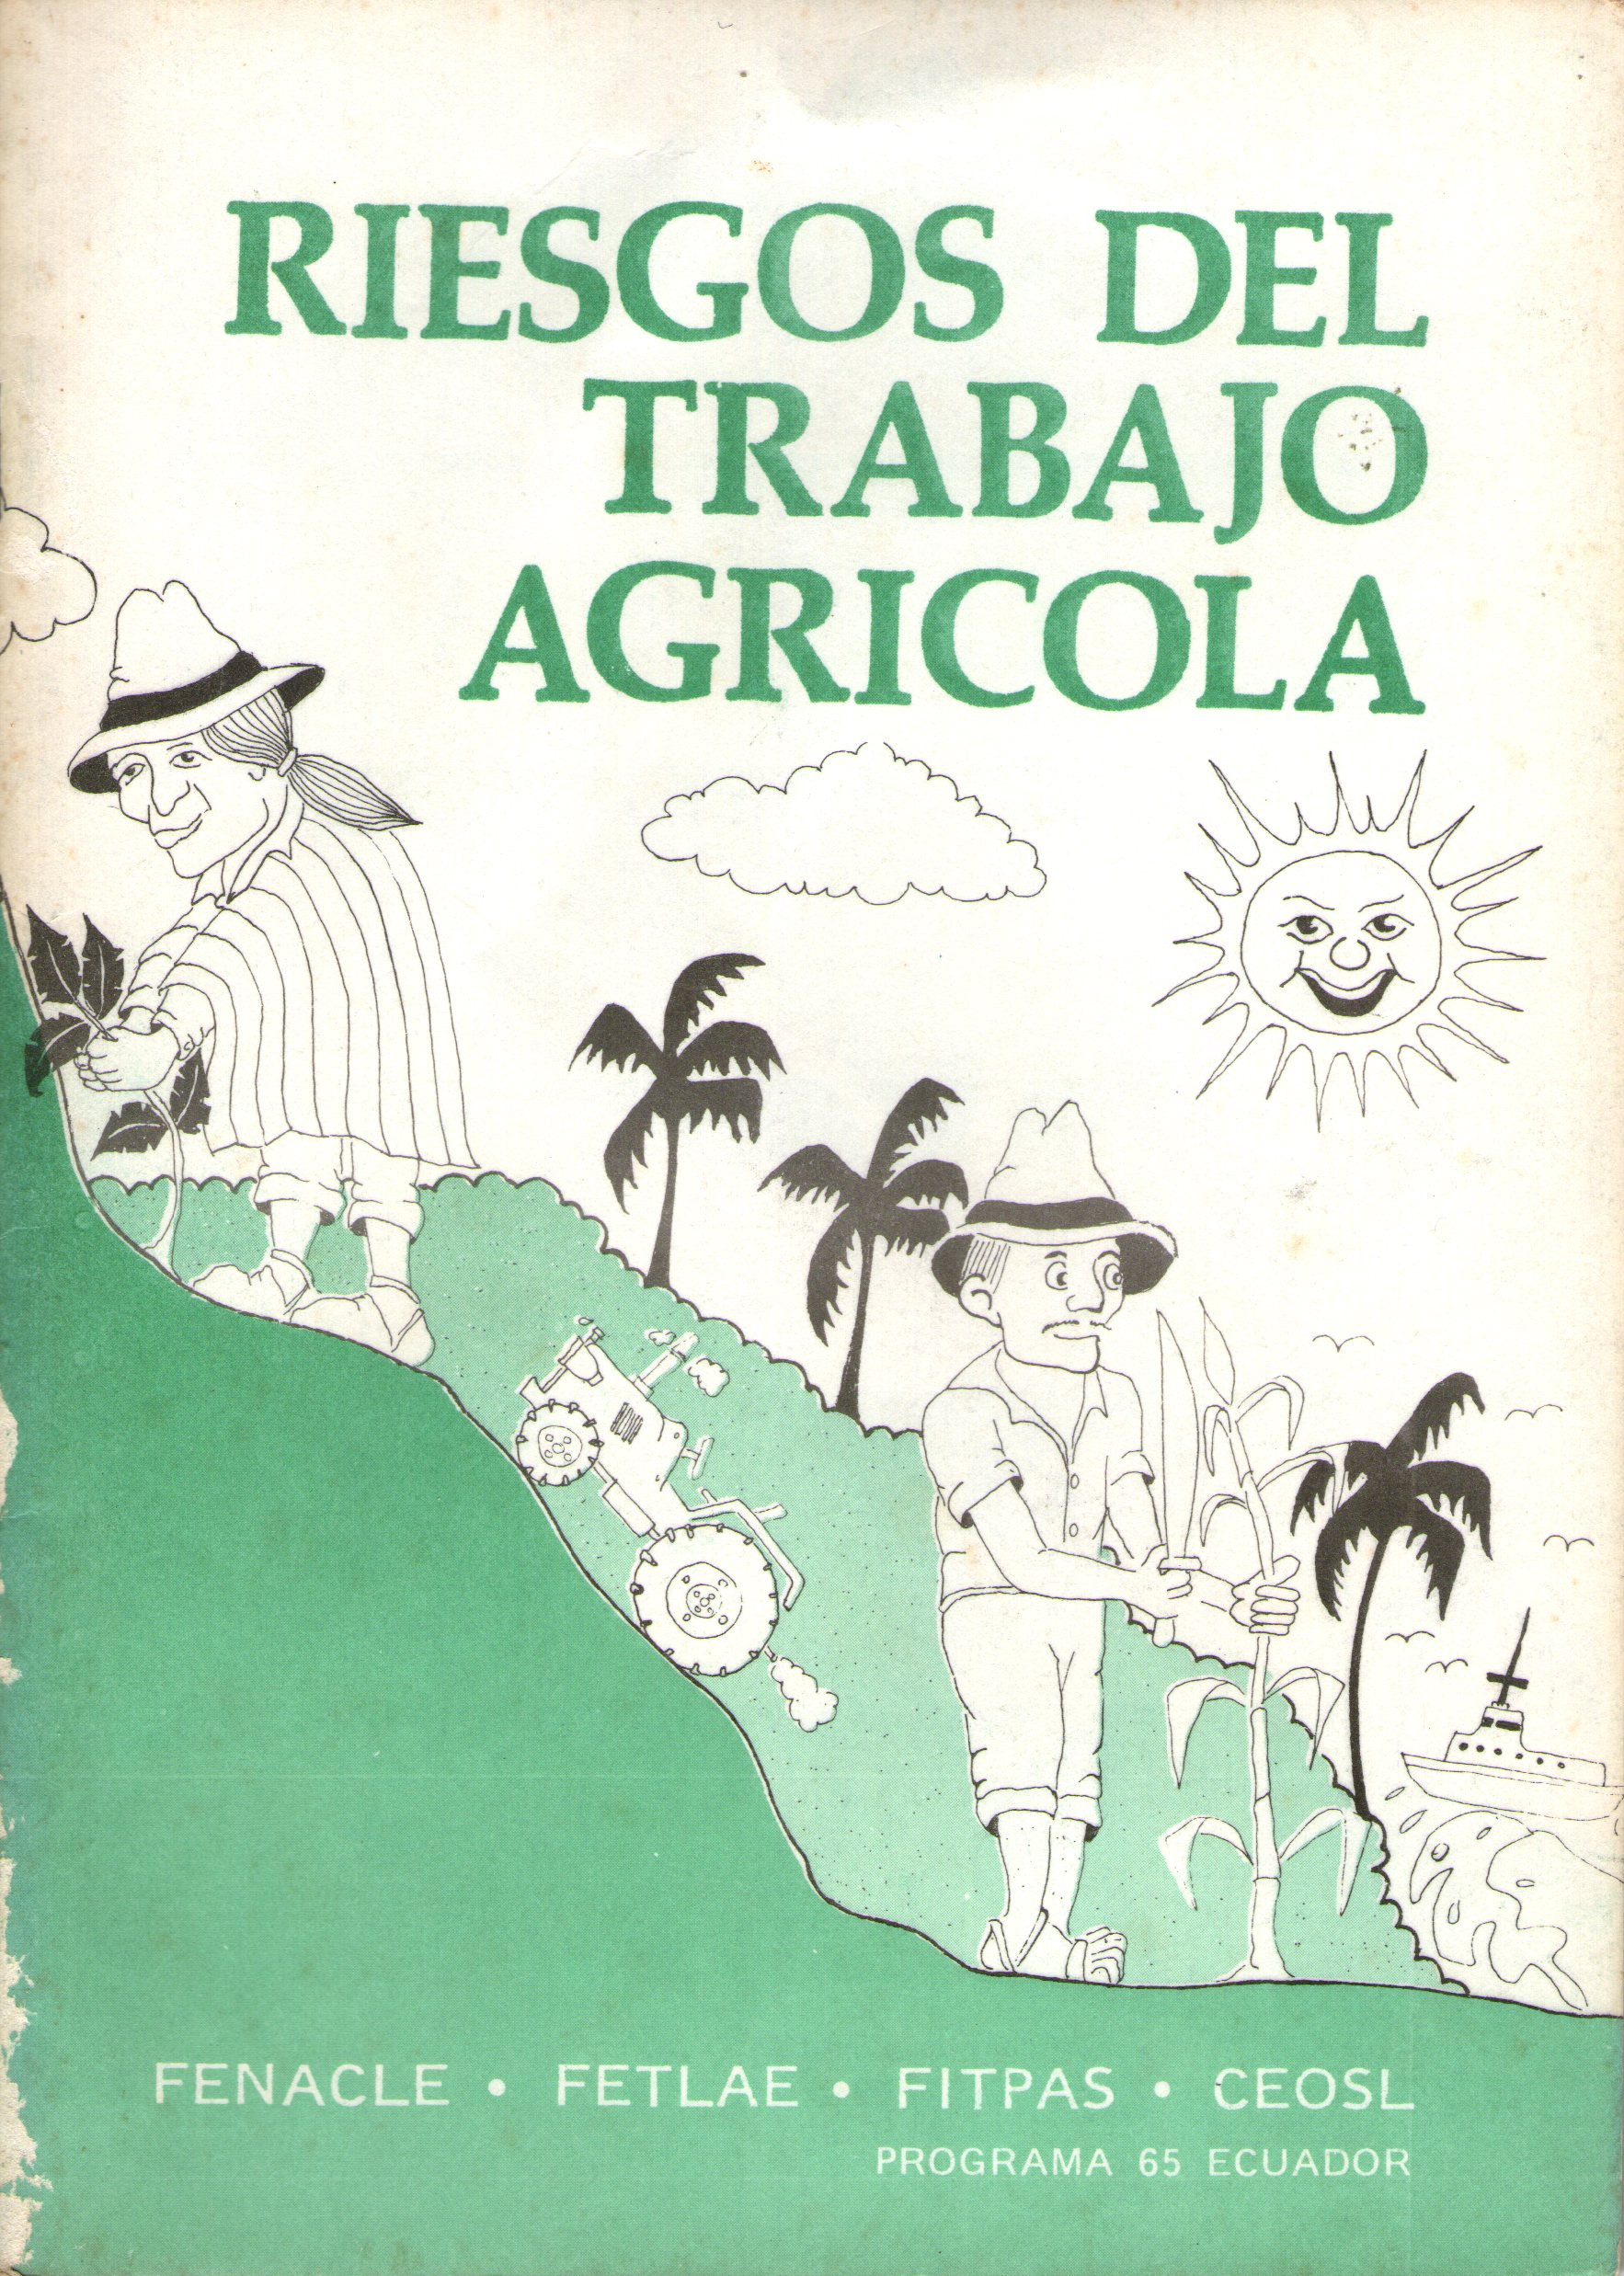 RIESGOS DEL
TRABAJO
AGRICOLA
FENACLE • FETLAE • FITPAS • CEOSL
PROGRAMA 65 ECUADOR